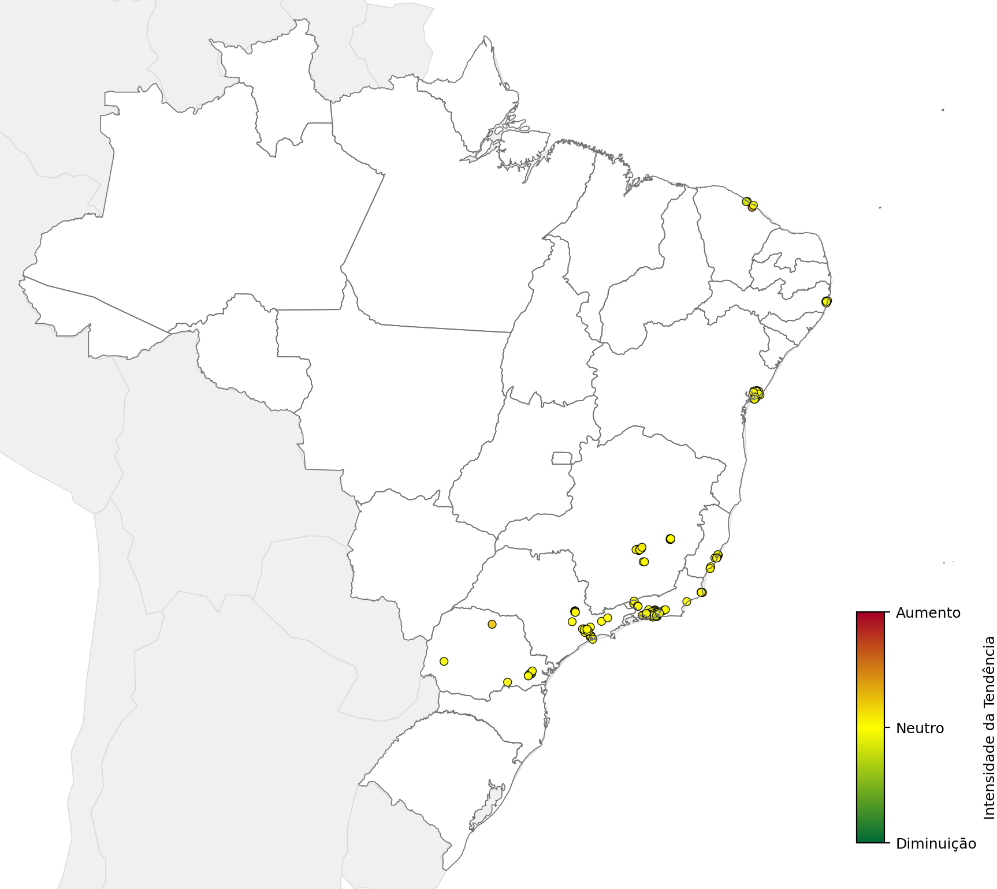 Aumento
Neutro
Diminuição
Intensidade da Tendência